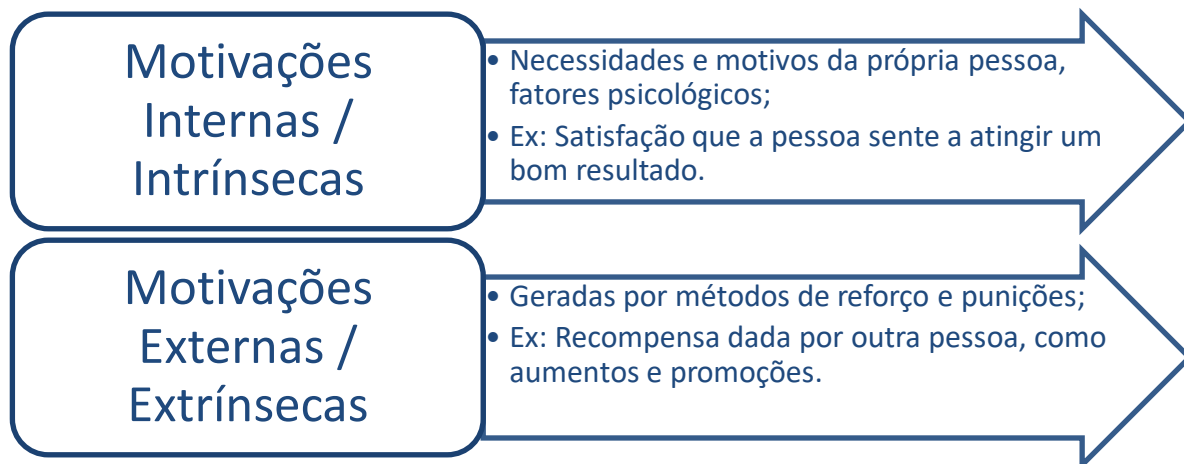 Motivações
Internas /
Intrínsecas
• Necessidades e motivos da própria pessoa,
fatores psicológicos;
• Ex: Satisfação que a pessoa sente a atingir um
bom resultado.
Motivações
Externas /
Extrínsecas
• Geradas por métodos de reforço e punições;
• Ex: Recompensa dada por outra pessoa, como
aumentos e promoções.